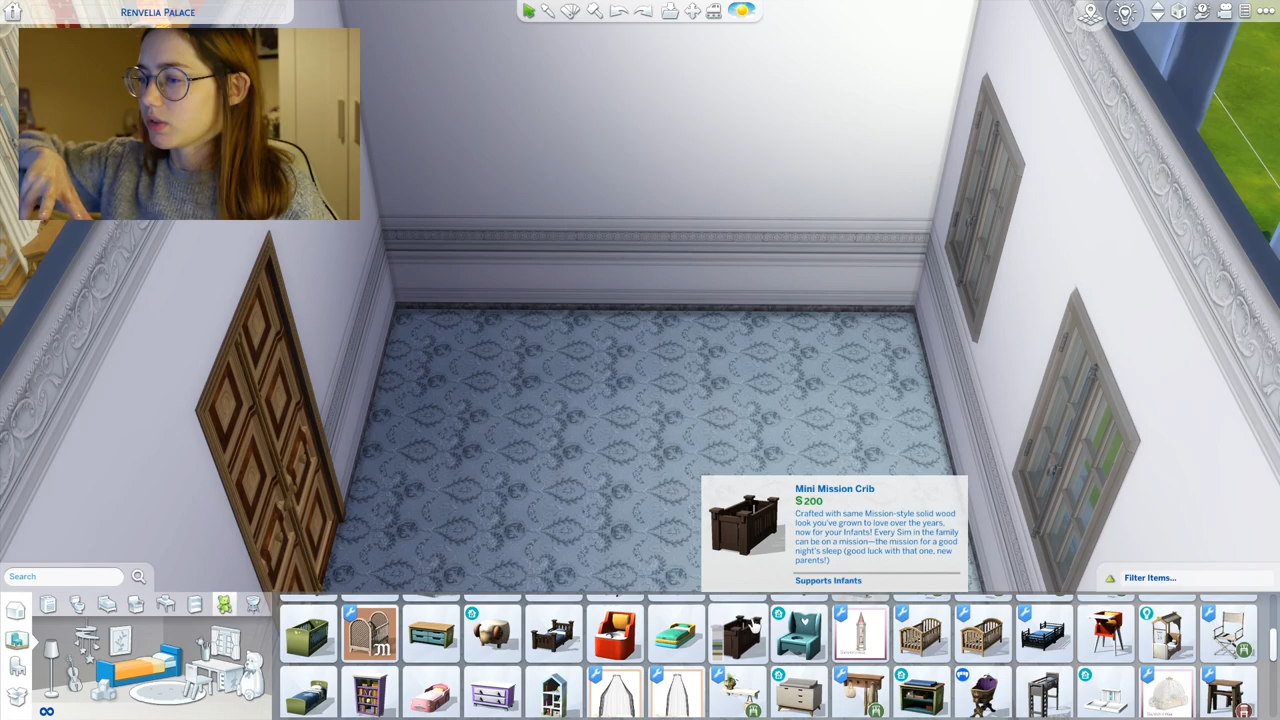 RENVELIA PALACE
Mini Mission Crib
§200
Crafted with same Mission-style solid wood
look you've grown to love over the years,
now for your Infants! Every Sim in the family
can be on a mission—the mission for a good
night's sleep (good luck with that one, new
parents!)
Supports Infants
Search
Filter Items...
m